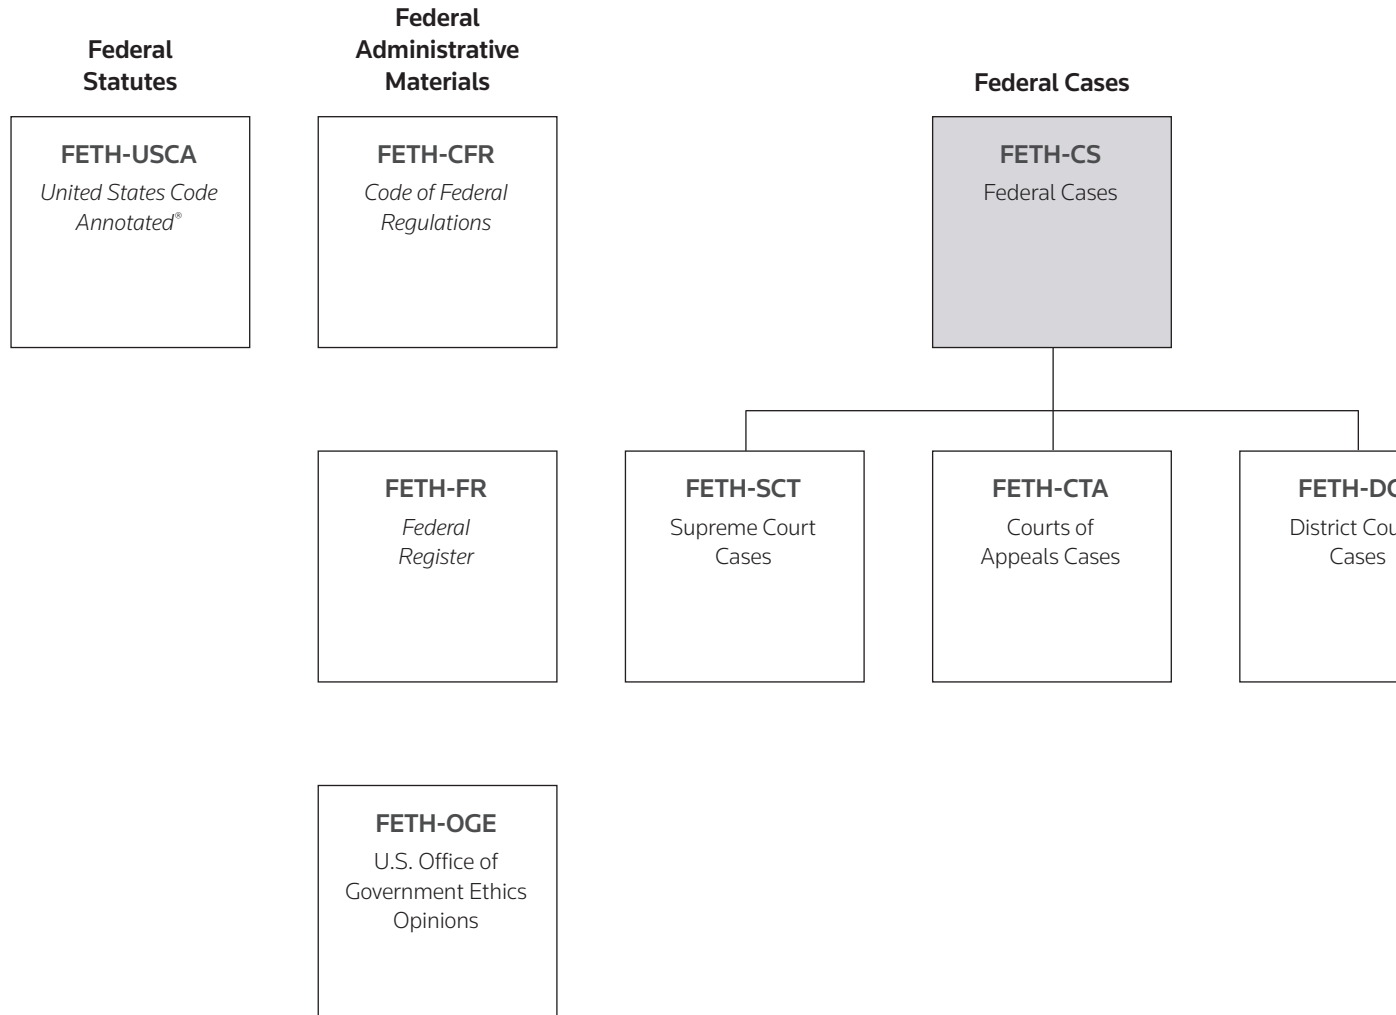 Federal
Statutes
Federal
Administrative
Materials
Federal Cases
FETH-USCA
United States Code
Annotated®
FETH-CFR
Code of Federal
Regulations
FETH-CS
Federal Cases
FETH-FR
Federal
Register
FETH-SCT
Supreme Court
Cases
FETH-CTA
Courts of
Appeals Cases
District
Cases
FETH-OGE
U.S. Office of
Government Ethics
Opinions